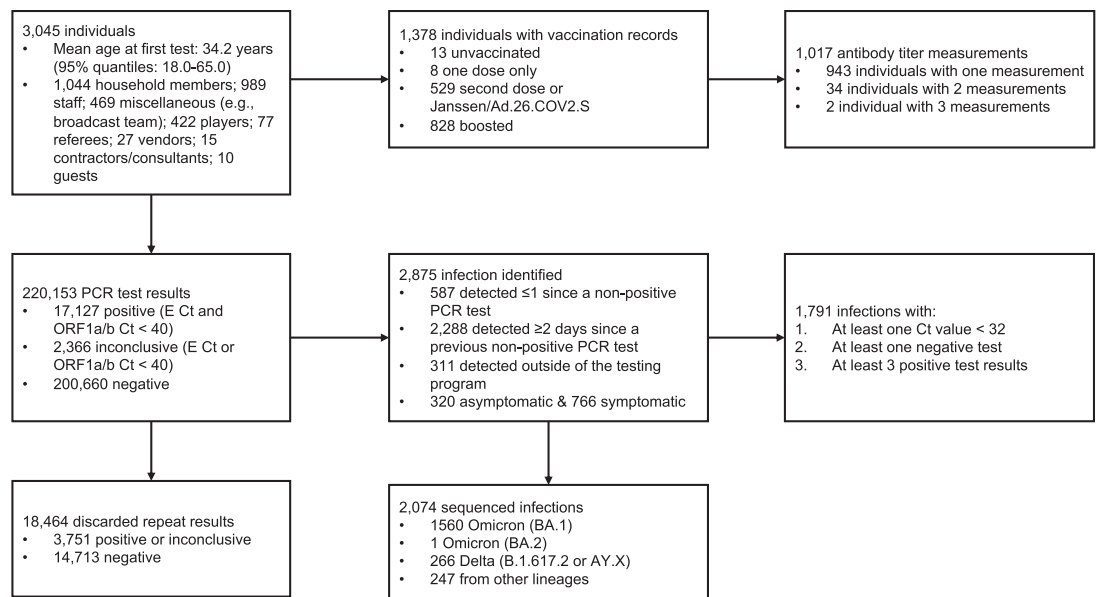 3,045 individuals
• Mean age at first test: 34.2 years
(95% quantiles: 18.0-65.0)
• 1,044 household members; 989
staff; 469 miscellaneous (e.g.,
broadcast team); 422 players; 77
referees; 27 vendors; 15
contractors/consultants; 10
guests
1,378 individuals with vaccination records
• 13 unvaccinated
• 8 one dose only
• 529 second dose or
Janssen/Ad.26.COV2.S
• 828 boosted
1,017 antibody titer measurements
• 943 individuals with one measurement
• 34 individuals with 2 measurements
• 2 individual with 3 measurements
220,153 PCR test results
• 17,127 positive (E Ct and
ORF1a/b Ct < 40)
• 2,366 inconclusive (E Ct or
ORF1a/b Ct < 40)
• 200,660 negative
2,875 infection identified
• 587 detected ≤1 since a non-positive
PCR test
• 2,288 detected ≥2 days since a
previous non-positive PCR test
• 311 detected outside of the testing
program
• 320 asymptomatic & 766 symptomatic
1,791 infections with:
1. At least one Ct value < 32
2. At least one negative test
3. At least 3 positive test results
18,464 discarded repeat results
• 3,751 positive or inconclusive
• 14,713 negative
2,074 sequenced infections
• 1560 Omicron (BA.1)
• 1 Omicron (BA.2)
• 266 Delta (B.1.617.2 or AY.X)
• 247 from other lineages